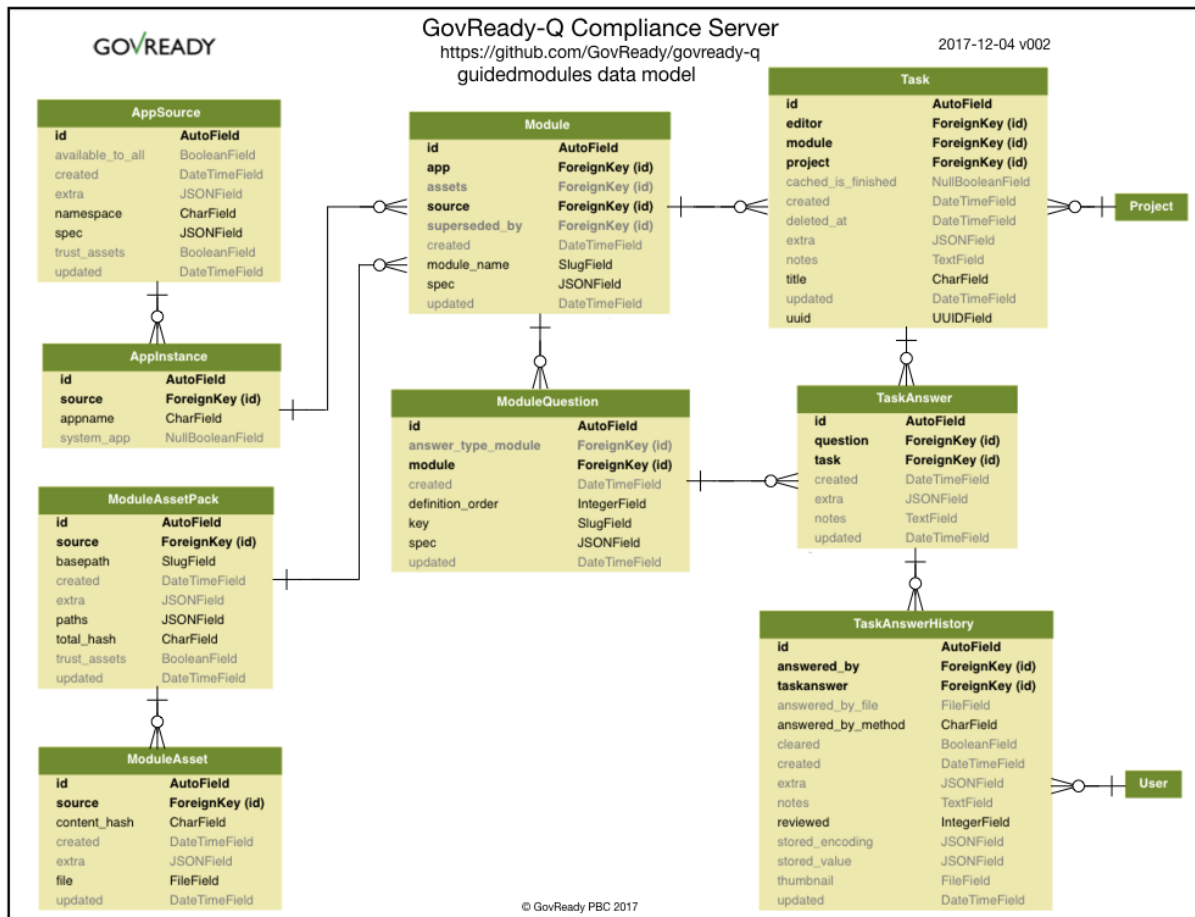 GovReady-Q Compliance Server
GOVREADY
https://github.com/GovReady/govready-q
2017-12-04 v002
guidedmodules data model
AppSource
id AutoField
available_to_all BooleanField
created DateTimeField
extra JSONField
namespace CharField
spec JSONField
trust_assets BooleanField
updated DateTimeField
AppInstance
id AutoField
source ForeignKey (id)
appname CharField
system_app NullBooleanField
ModuleAssetPack
id AutoField
source ForeignKey (id)
basepath SlugField
created DateTimeField
extra JSONField
paths JSONField
total_hash CharField
trust_assets BooleanField
updated DateTimeField
ModuleAsset
id AutoField
source ForeignKey (id)
content_hash CharField
created DateTimeField
extra JSONField
file FileField
updated DateTimeField
Module
id AutoField
app ForeignKey (id)
assets ForeignKey (id)
source ForeignKey (id)
superseded_by ForeignKey (id)
created DateTimeField
module_name SlugField
spec JSONField
updated DateTimeField
ModuleQuestion
id AutoField
answer_type_module ForeignKey (id)
module ForeignKey (id)
created DateTimeField
definition_order IntegerField
key SlugField
spec JSONField
updated DateTimeField
Task
id AutoField
editor ForeignKey (id)
module ForeignKey (id)
project ForeignKey (id)
cached_is_finished NullBooleanField
created DateTimeField
deleted_at DateTimeField
extra JSONField
notes TextField
title CharField
updated DateTimeField
uuid UUIDField
Project
TaskAnswer
id AutoField
question ForeignKey (id)
task ForeignKey (id)
created DateTimeField
extra JSONField
notes TextField
updated DateTimeField
TaskAnswerHistory
id AutoField
answered_by ForeignKey (id)
taskanswer ForeignKey (id)
answered_by_file FileField
answered_by_method CharField
cleared BooleanField
created DateTimeField
extra JSONField
notes TextField
reviewed IntegerField
stored_encoding JSONField
stored_value JSONField
thumbnail FileField
updated DateTimeField
User
© GovReady PBC 2017